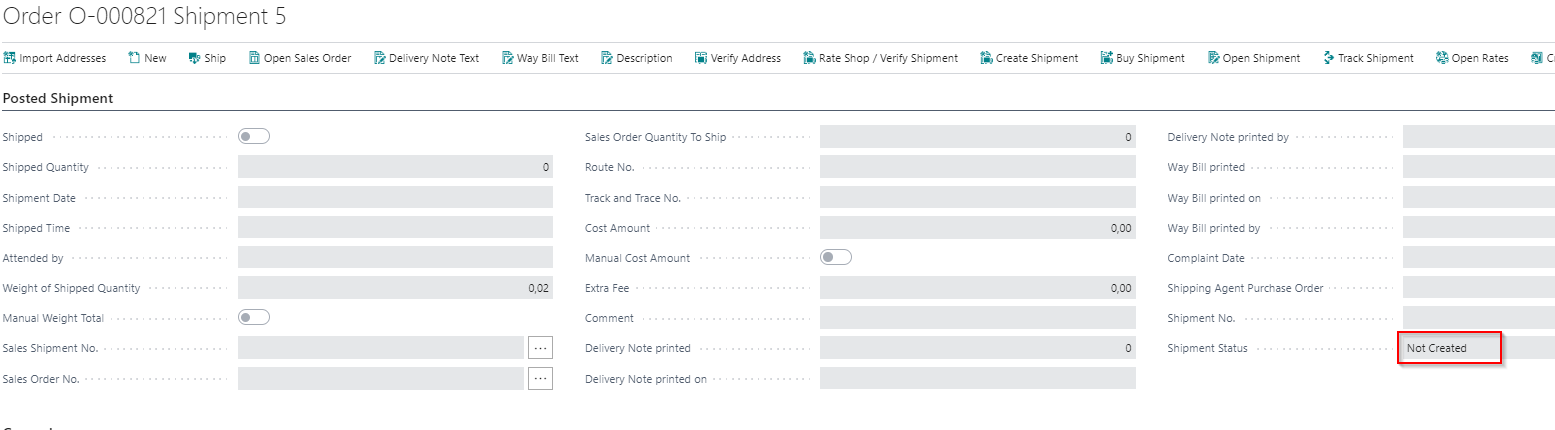 Order O-000821 Shipment 5
Import Addresses New Ship Open Sales Order Delivery Note Text Way Bill Text Description Verify Address Rate Shop / Verify Shipment Create Shipment Buy Shipment Open Shipment Track Shipment Open Rates
Posted Shipment
Shipped
Shipped Quantity 0
Shipment Date
Shipped Time
Attended by
Weight of Shipped Quantity 0,02
Manual Weight Total
Sales Shipment No. ...
Sales Order No. ...
Sales Order Quantity To Ship 0
Route No.
Track and Trace No.
Cost Amount 0,00
Manual Cost Amount
Extra Fee 0,00
Comment
Delivery Note printed 0
Delivery Note printed on
Delivery Note printed by
Way Bill printed
Way Bill printed on
Way Bill printed by
Complaint Date
Shipping Agent Purchase Order
Shipment No.
Shipment Status Not Created